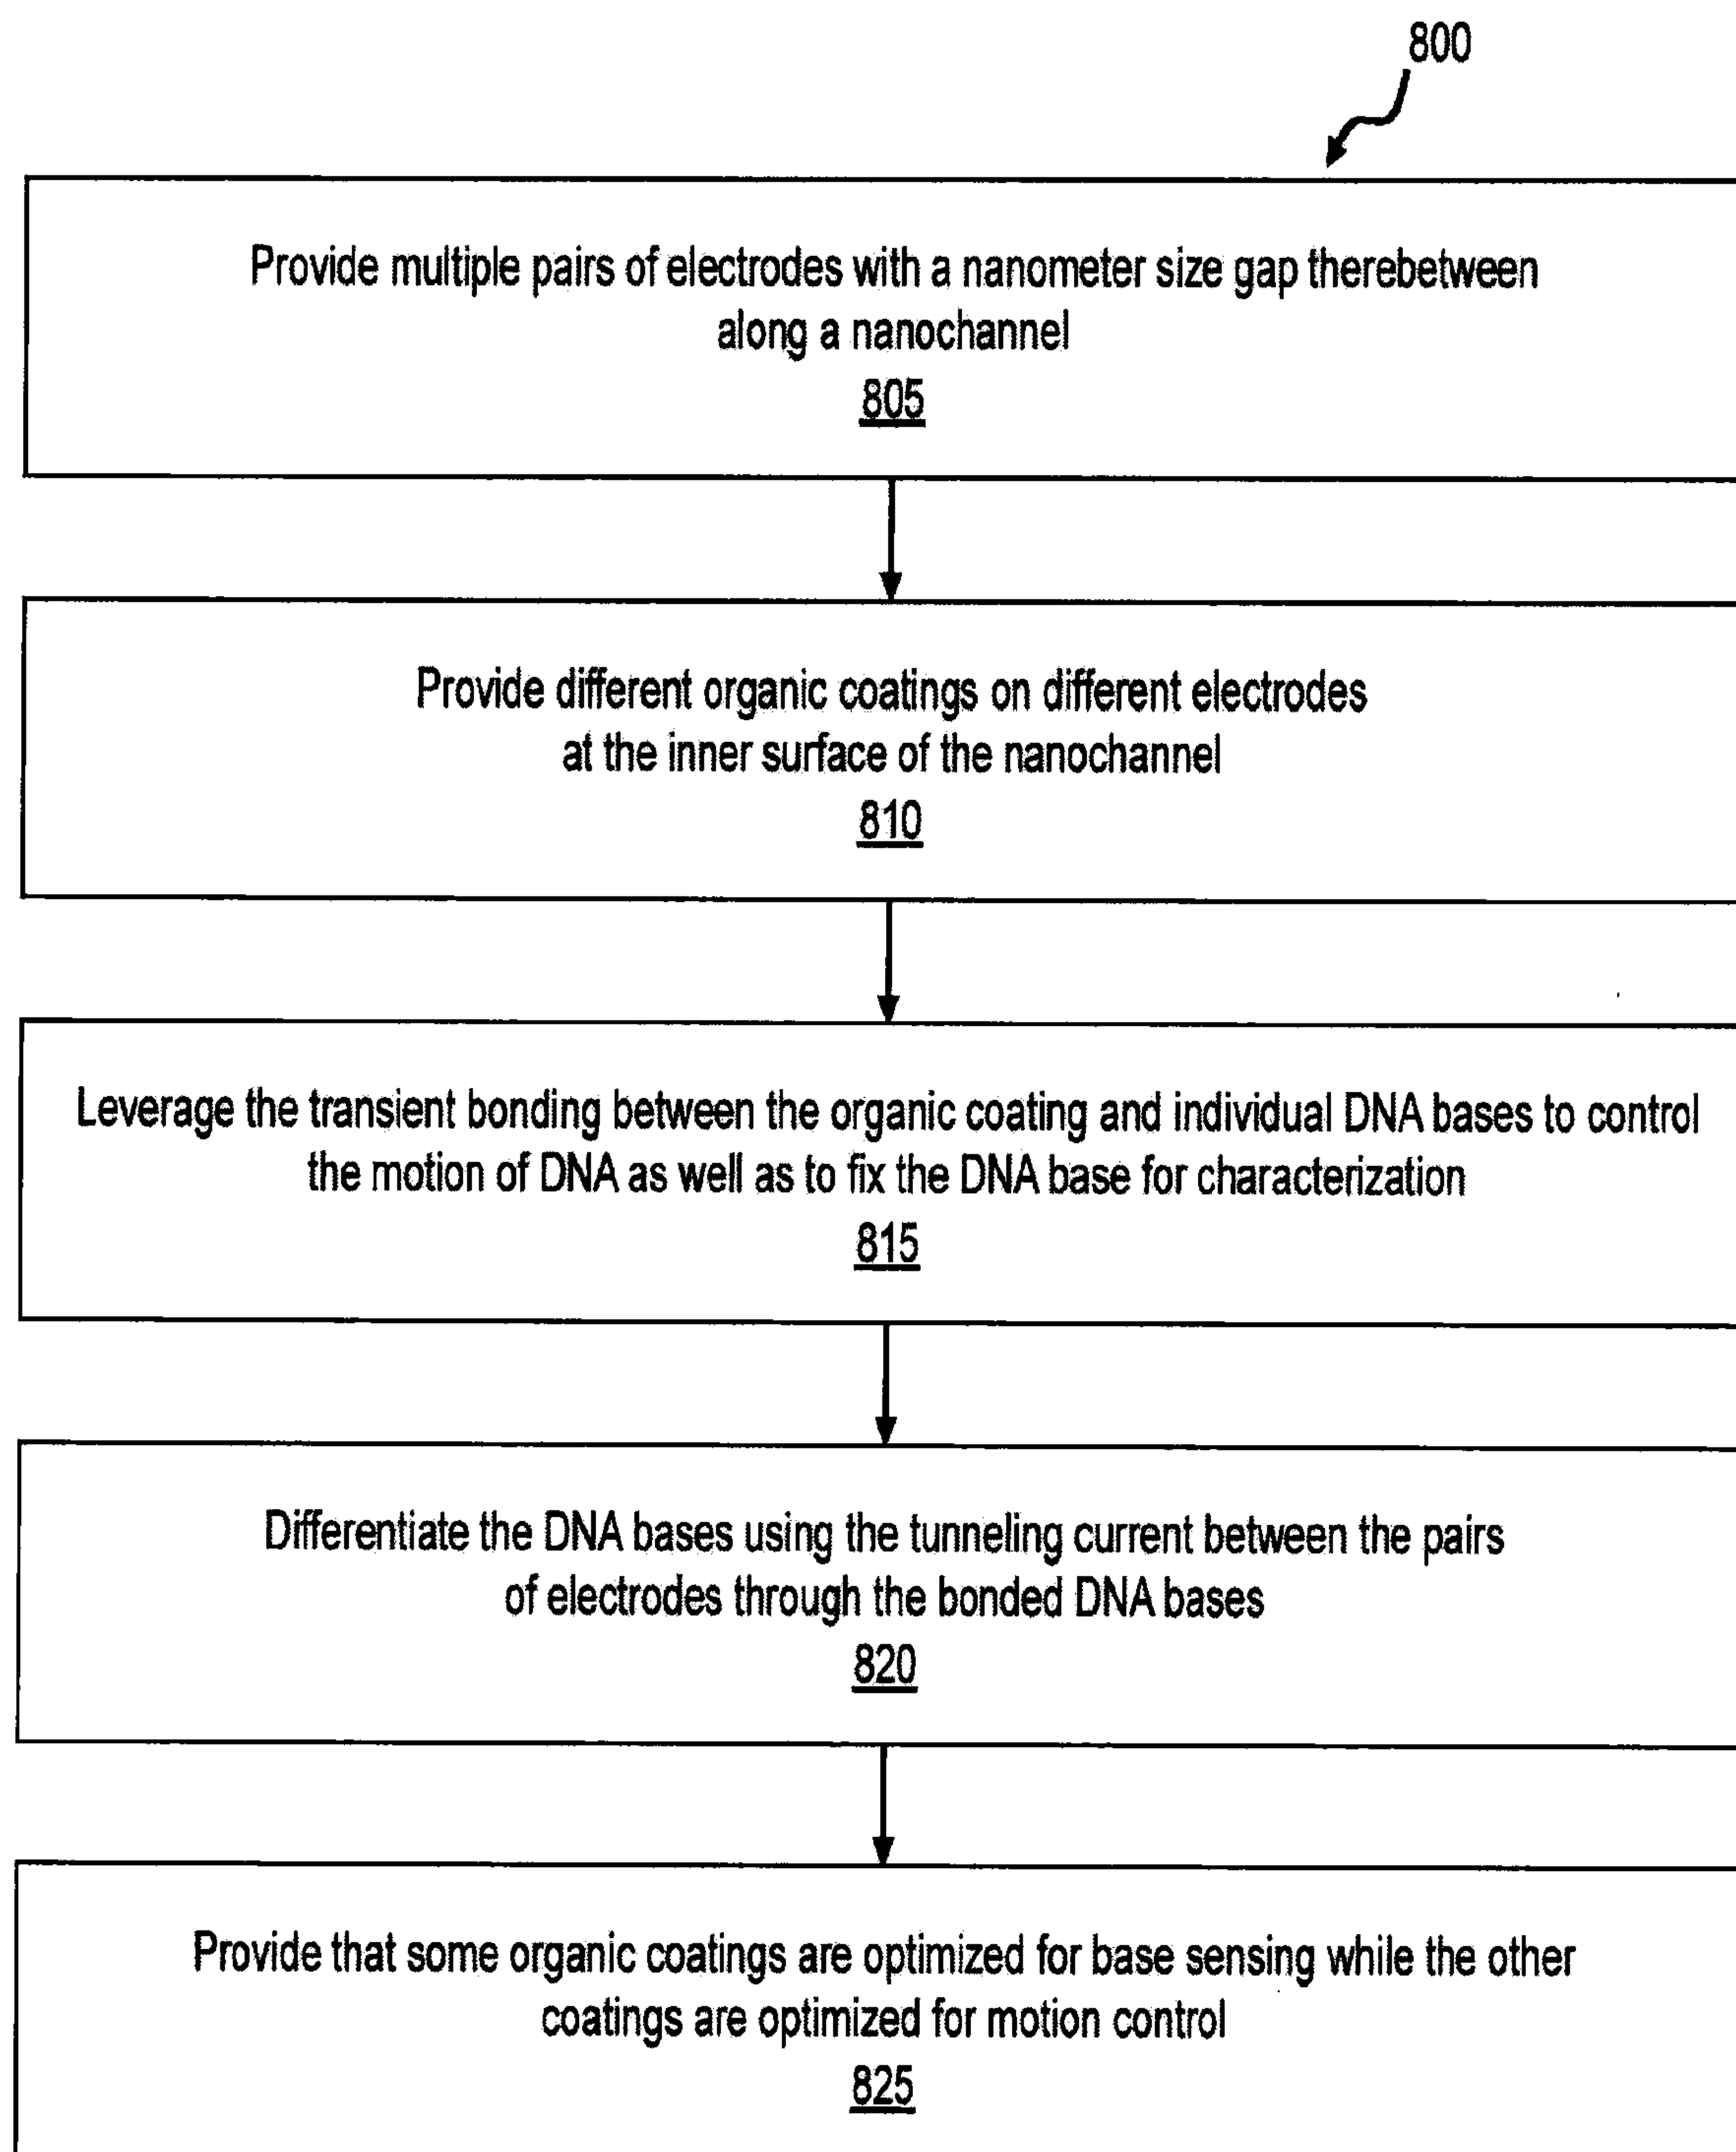 800
Provide multiple pairs of electrodes with a nanometer size gap therebetween
along a nanochannel
805
Provide different organic coatings on different electrodes
at the inner surface of the nanochannel
810
Leverage the transient bonding between the organic coating and individual DNA bases to control
the motion of DNA as well as to fix the DNA base for characterization
815
Differentiate the DNA bases using the tunneling current between the pairs
of electrodes through the bonded DNA bases
820
Provide that some organic coatings are optimized for base sensing while the other
coatings are optimized for motion control
825